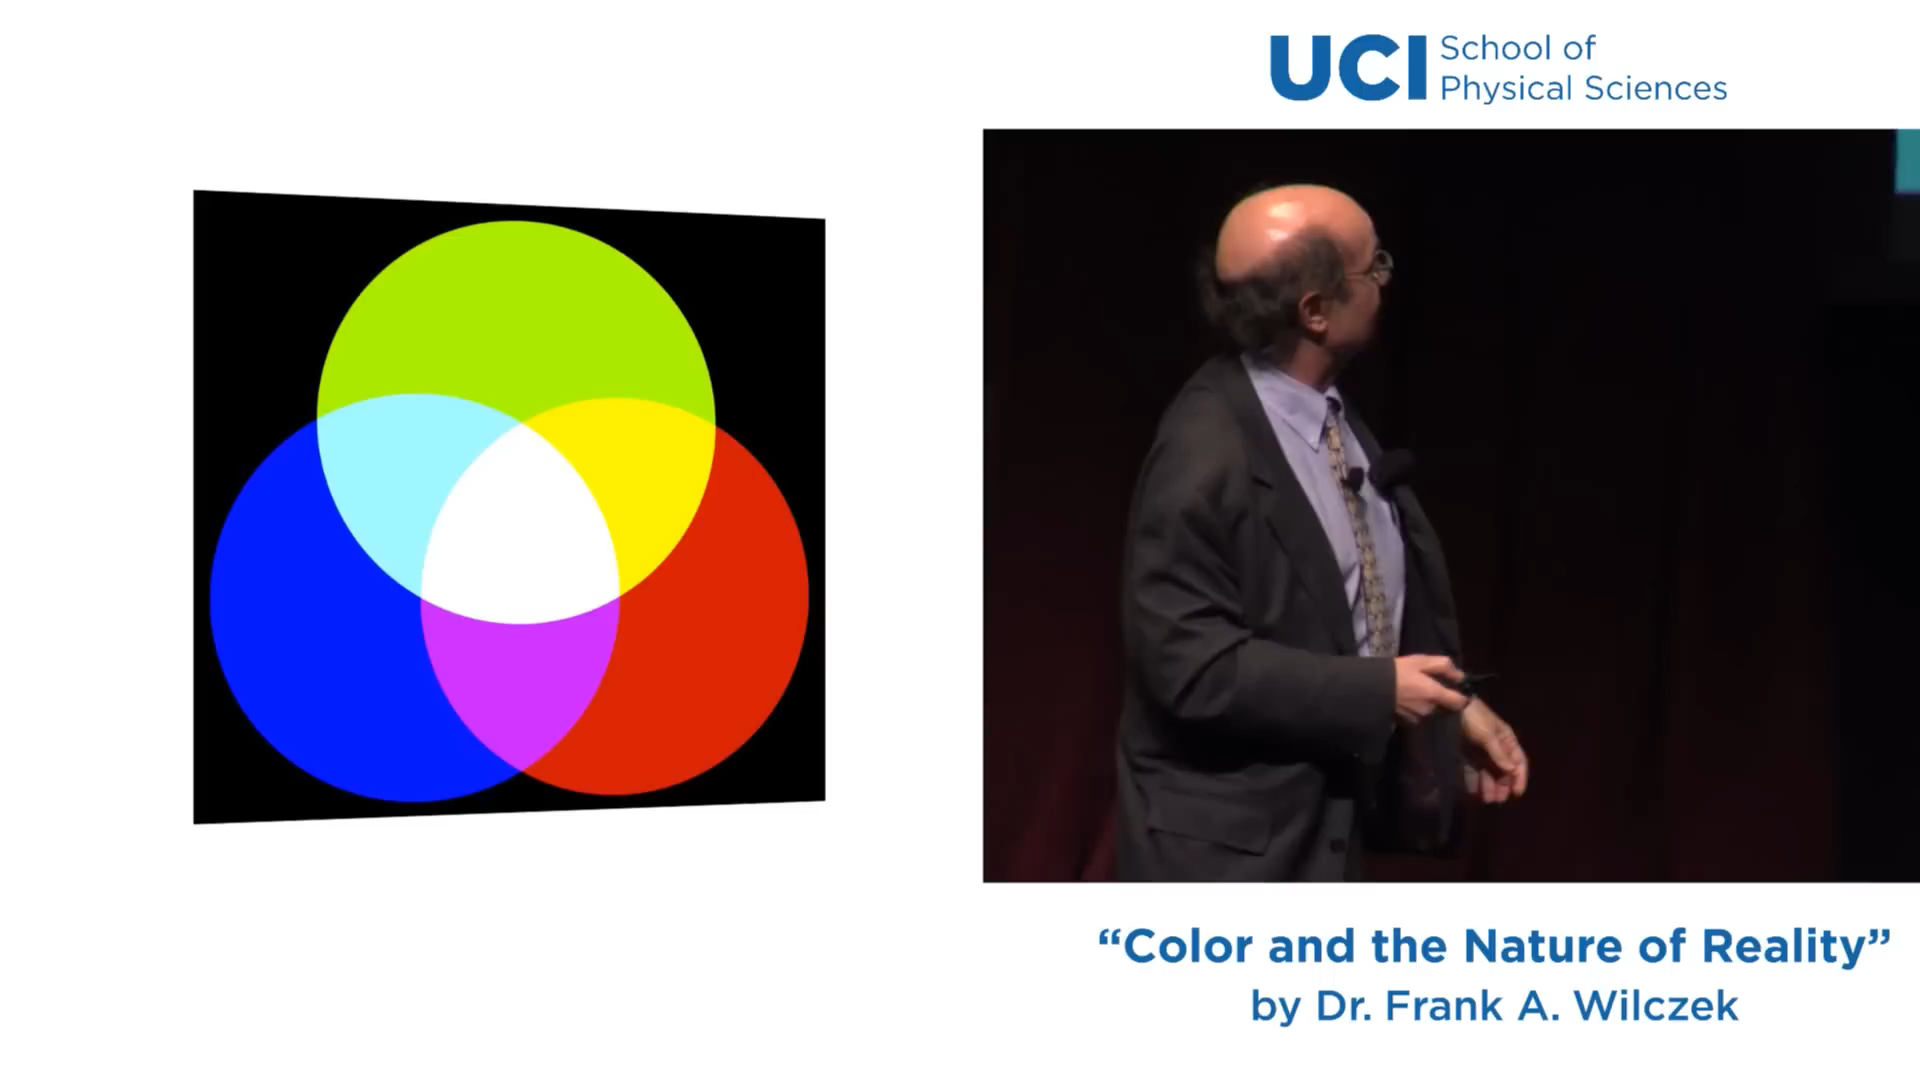 UCI School of
Physical Sciences
“Color and the Nature of Reality”
by Dr. Frank A. Wilczek